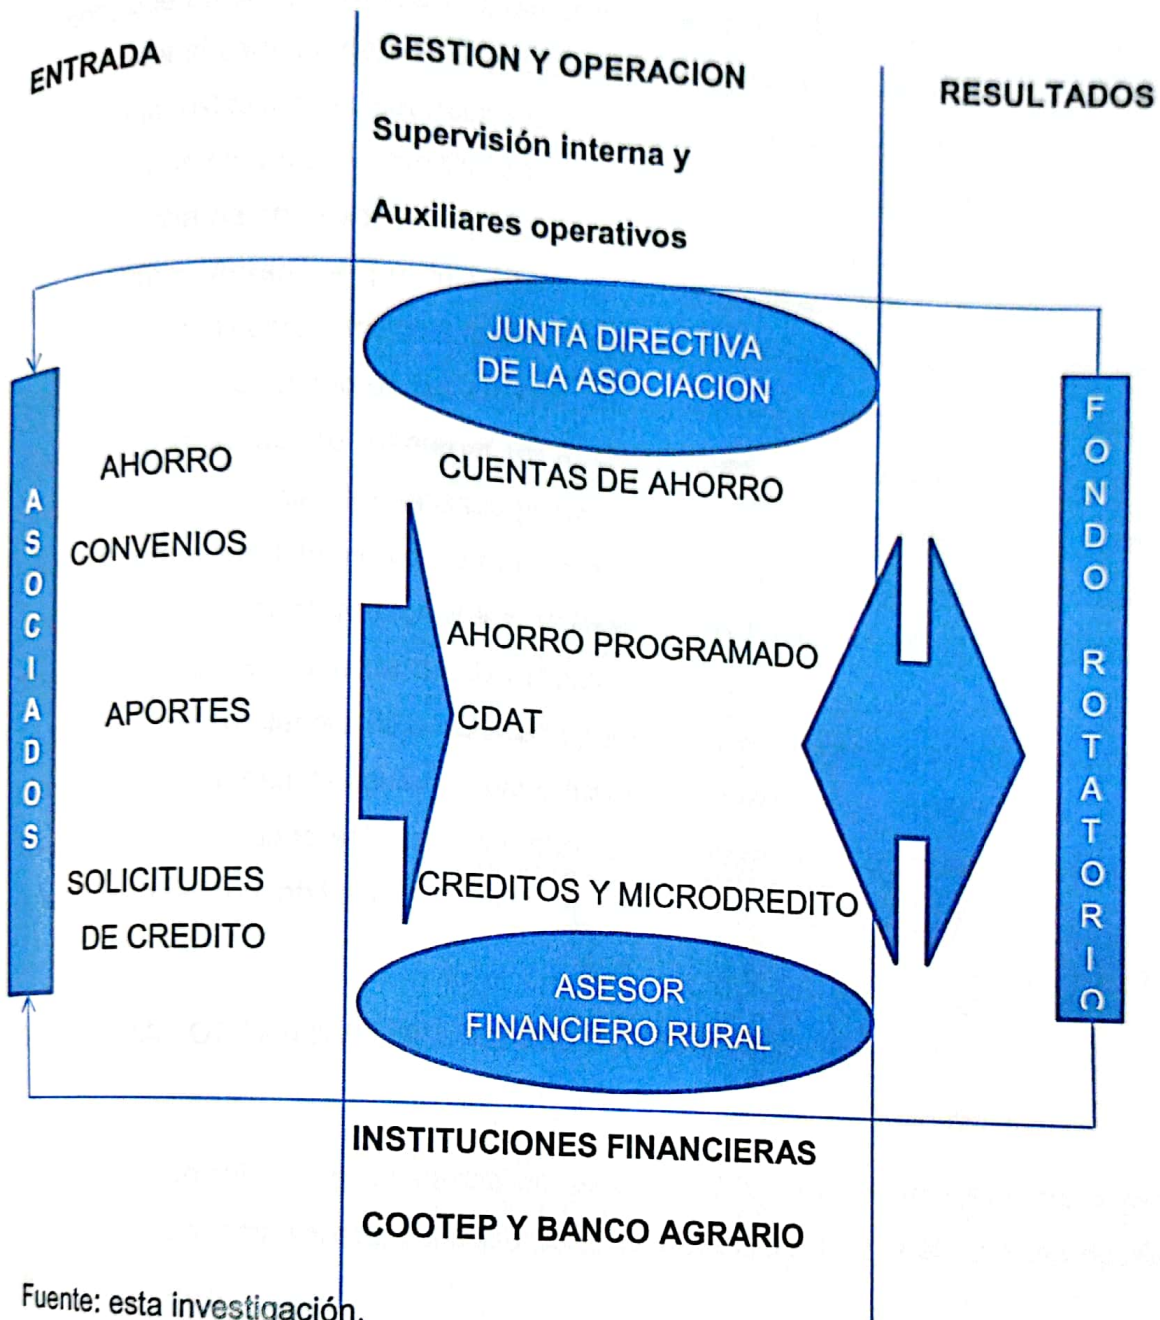 ENTRADA
GESTION Y OPERACION
RESULTADOS
Supervisión interna y
Auxiliares operativos
JUNTA DIRECTIVA
DE LA ASOCIACION
ASOCIADOS
AHORRO
CONVENIOS
APORTES
SOLICITUDES
DE CREDITO
CUENTAS DE AHORRO
AHORRO PROGRAMADO
CDAT
CREDITOS Y MICRODREDITO
ASESOR
FINANCIERO RURAL
FONDO ROTATORIO
INSTITUCIONES FINANCIERAS
COOTEP Y BANCO AGRARIO
Fuente: esta investigación.